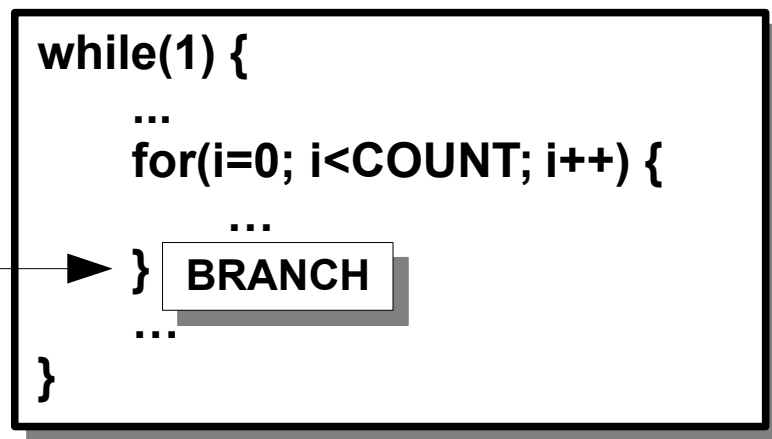 while(1) {
...
for(i=0; i<COUNT; i++) {
...
} BRANCH
...
}